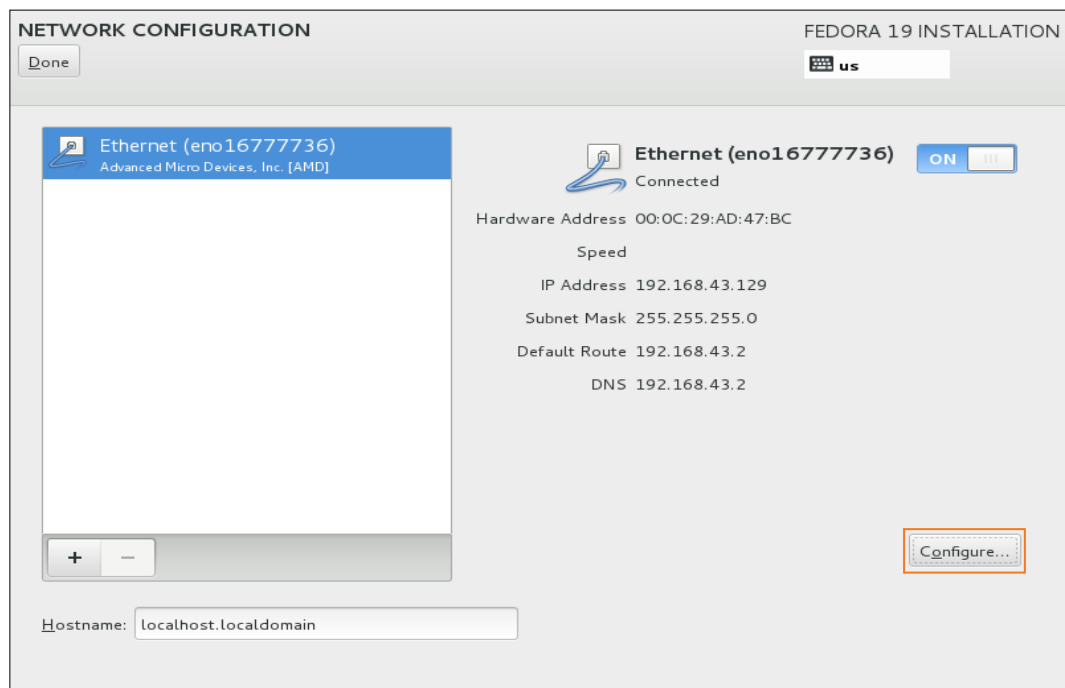 NETWORK CONFIGURATION
FEDORA 19 INSTALLATION
Done
us
Ethernet (eno16777736)
Advanced Micro Devices, Inc. [AMD]
Ethernet (eno16777736)
ON
Connected
Hardware Address 00:0C:29:AD:47:BC
Speed
IP Address 192.168.43.129
Subnet Mask 255.255.255.0
Default Route 192.168.43.2
DNS 192.168.43.2
+ −
Configure...
Hostname: localhost.localdomain